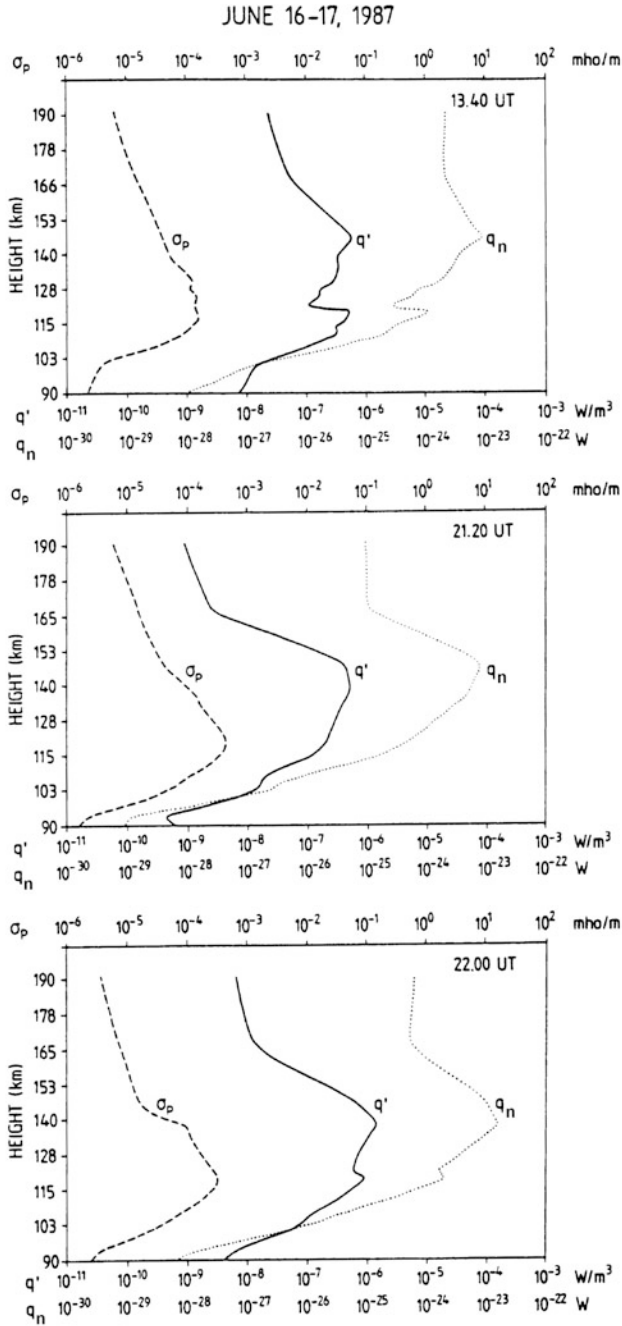 JUNE 16-17, 1987
σp 10-6 10-5 10-4 10-3 10-2 10-1 100 101 102 mho/m
13.40 UT
190
178
166
153
140
128
115
103
90
HEIGHT (km)
σp
q'
qn
q' 10-11 10-10 10-9 10-8 10-7 10-6 10-5 10-4 10-3 W/m3
qn 10-30 10-29 10-28 10-27 10-26 10-25 10-24 10-23 10-22 W
σp 10-6 10-5 10-4 10-3 10-2 10-1 100 101 102 mho/m
21.20 UT
190
178
165
153
140
128
115
103
90
HEIGHT (km)
σp
q'
qn
q' 10-11 10-10 10-9 10-8 10-7 10-6 10-5 10-4 10-3 W/m3
qn 10-30 10-29 10-28 10-27 10-26 10-25 10-24 10-23 10-22 W
σp 10-6 10-5 10-4 10-3 10-2 10-1 100 101 102 mho/m
22.00 UT
190
178
165
153
140
128
115
103
90
HEIGHT (km)
σp
q'
qn
q' 10-11 10-10 10-9 10-8 10-7 10-6 10-5 10-4 10-3 W/m3
qn 10-30 10-29 10-28 10-27 10-26 10-25 10-24 10-23 10-22 W